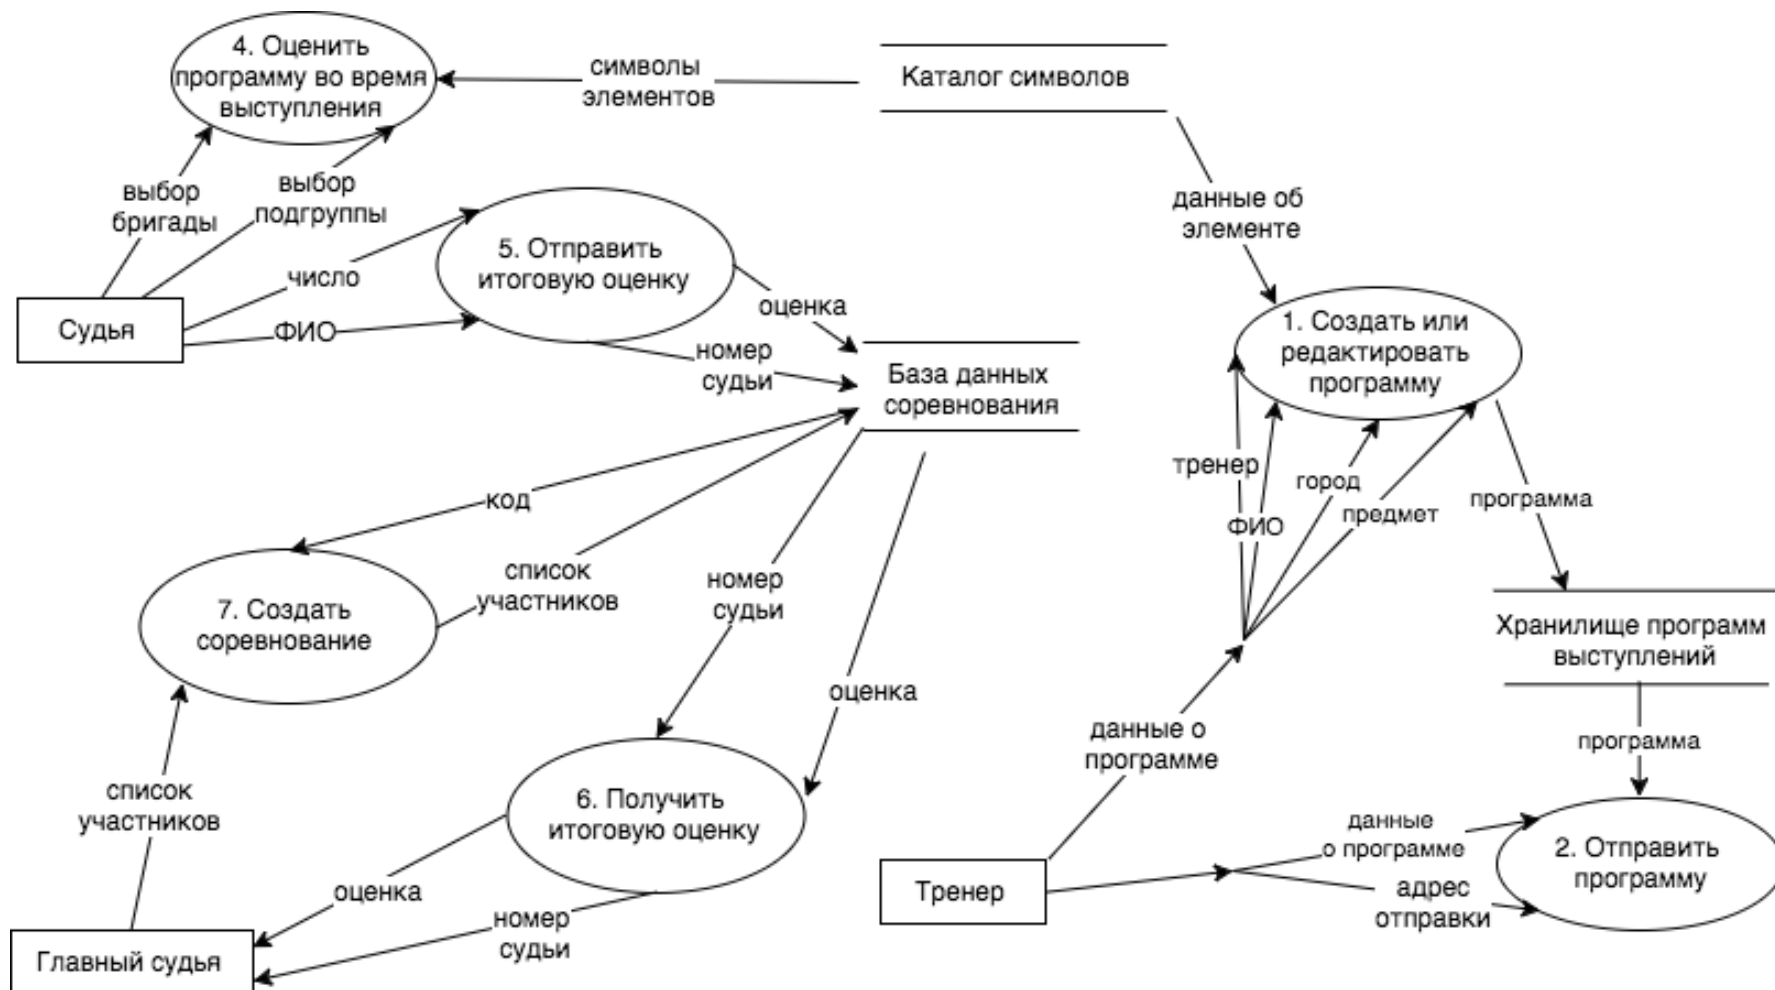 4. Оценить
программу во время
выступления
символы
элементов
Каталог символов
выбор
бригады
выбор
подгруппы
данные об
элементе
5. Отправить
итоговую оценку
число
ФИО
Судья
оценка
номер
судьи
База данных
соревнования
1. Создать или
редактировать
программу
тренер
ФИО
город
предмет
программа
код
список
участников
номер
судьи
7. Создать
соревнование
Хранилище программ
выступлений
оценка
данные о
программе
программа
список
участников
6. Получить
итоговую оценку
данные
о программе
2. Отправить
программу
оценка
Тренер
адрес
отправки
номер
судьи
Главный судья